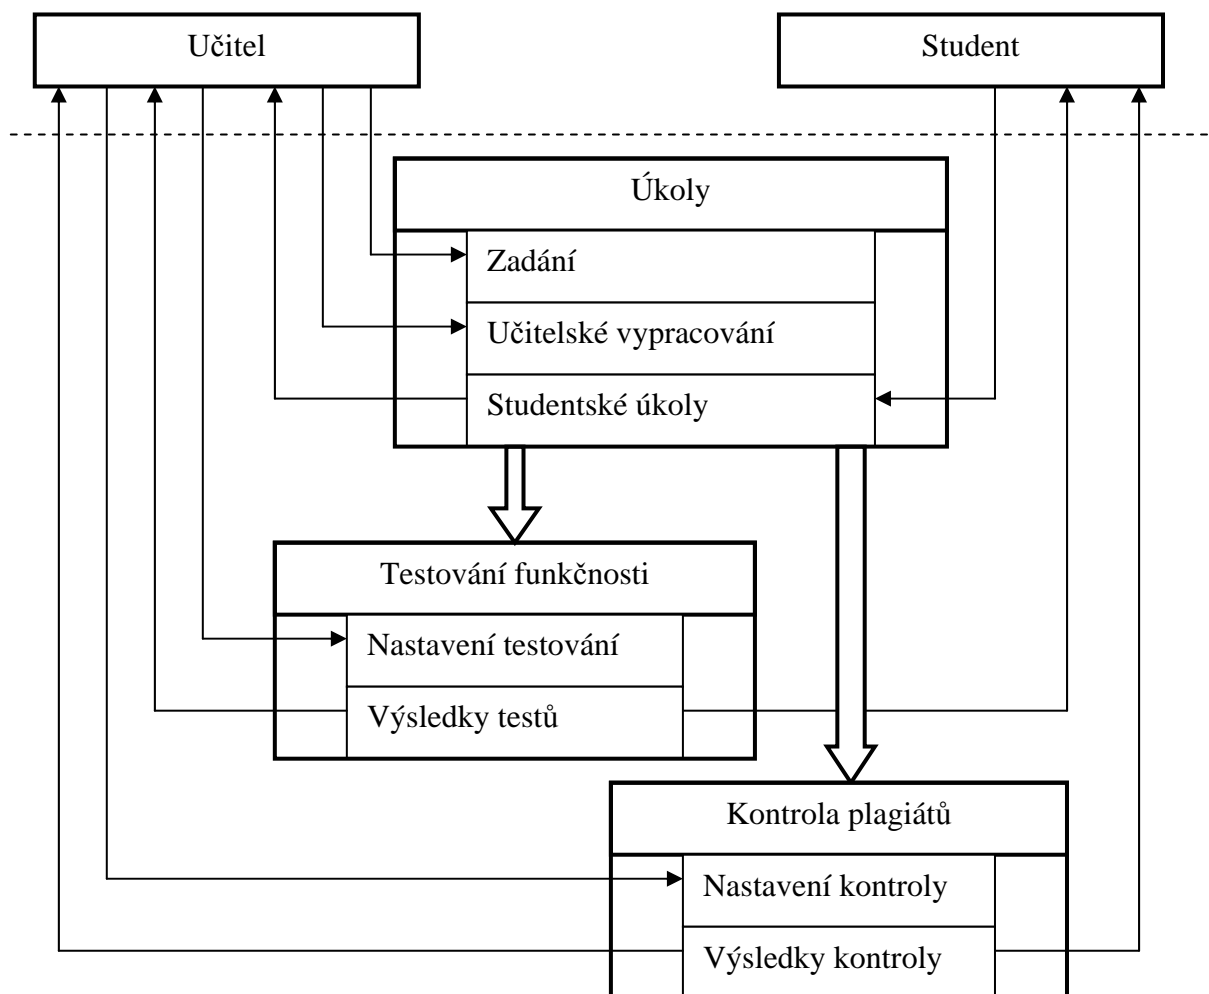 Učitel
Student
Úkoly
Zadání
Učitelské vypracování
Studentské úkoly
Testování funkčnosti
Nastavení testování
Výsledky testů
Kontrola plagiátů
Nastavení kontroly
Výsledky kontroly